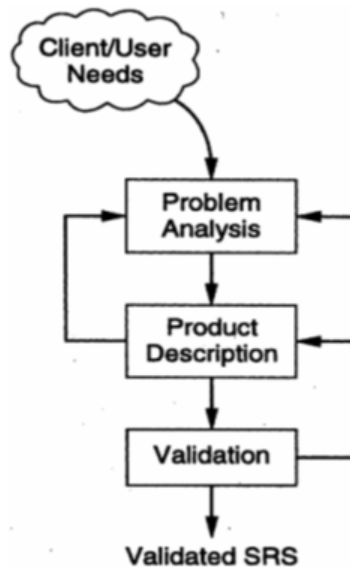 Client/User
Needs
Problem
Analysis
Product
Description
Validation
Validated SRS